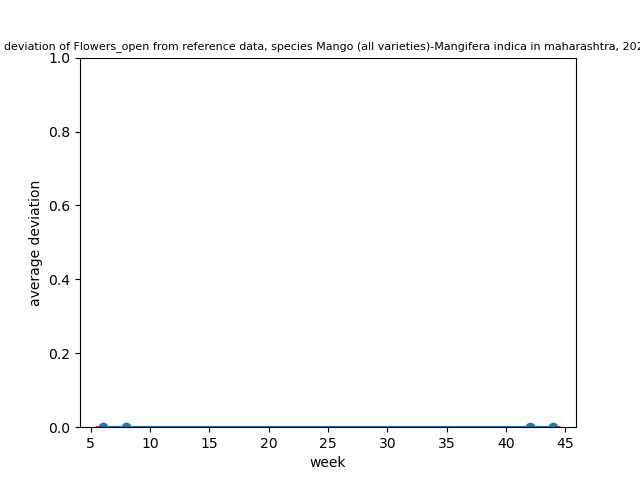 deviation of Flowers_open from reference data, species Mango (all varieties)-Mangifera indica in maharashtra,
1.0
0.8
0.6
0.4
0.2
0.0
average deviation
5 10 15 20 25 30 35 40 45
week